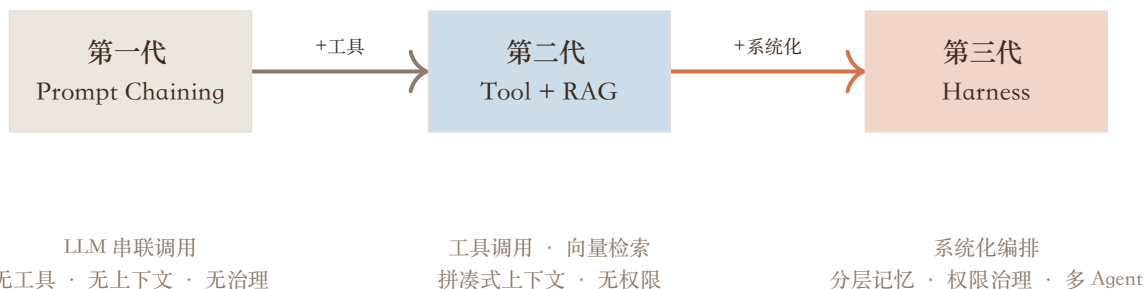 第一代
Prompt Chaining
+工具
第二代
Tool + RAG
+系统化
第三代
Harness
LLM 串联调用
无工具 · 无上下文 · 无治理
工具调用 · 向量检索
拼凑式上下文 · 无权限
系统化编排
分层记忆 · 权限治理 · 多 Agent